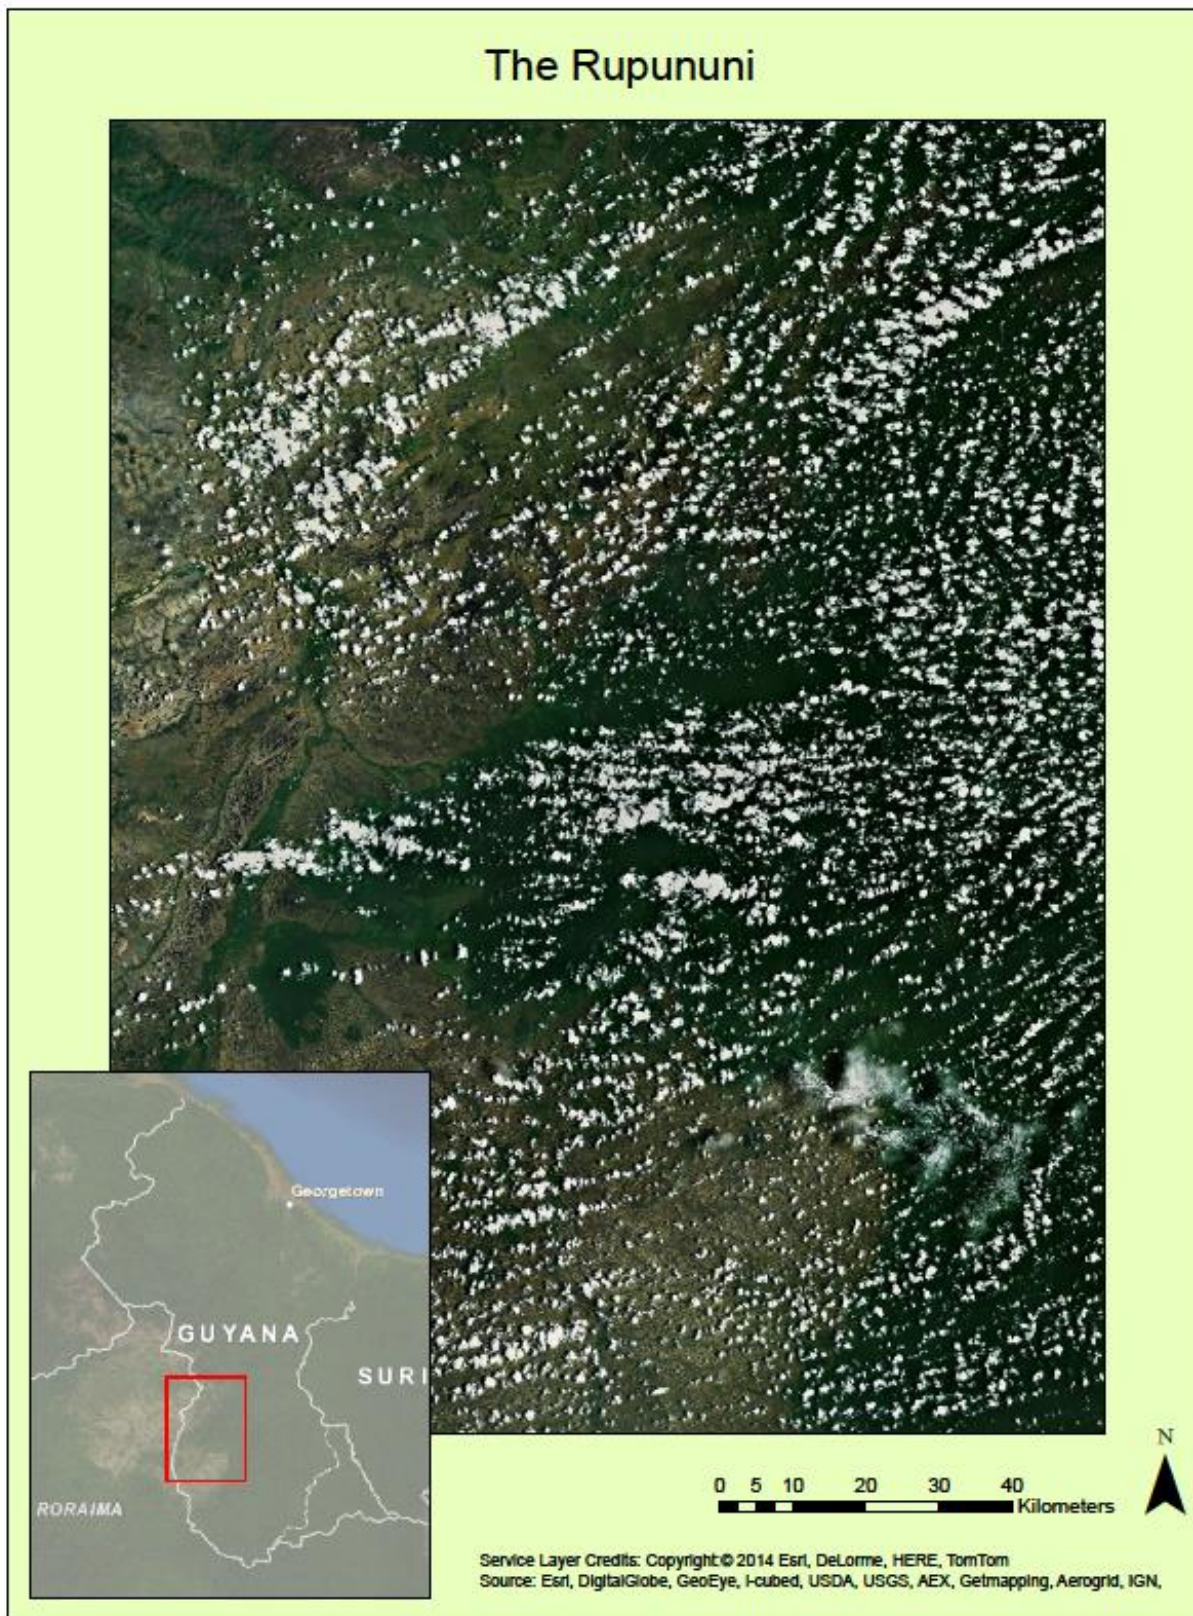 The Rupununi
Georgetown
GUYANA
SURI
RORAIMA
N
0 5 10 20 30 40
Kilometers
Service Layer Credits: Copyright:© 2014 Esri, DeLorme, HERE, TomTom
Source: Esri, DigitalGlobe, GeoEye, i-cubed, USDA, USGS, AEX, Getmapping, Aerogrid, IGN,